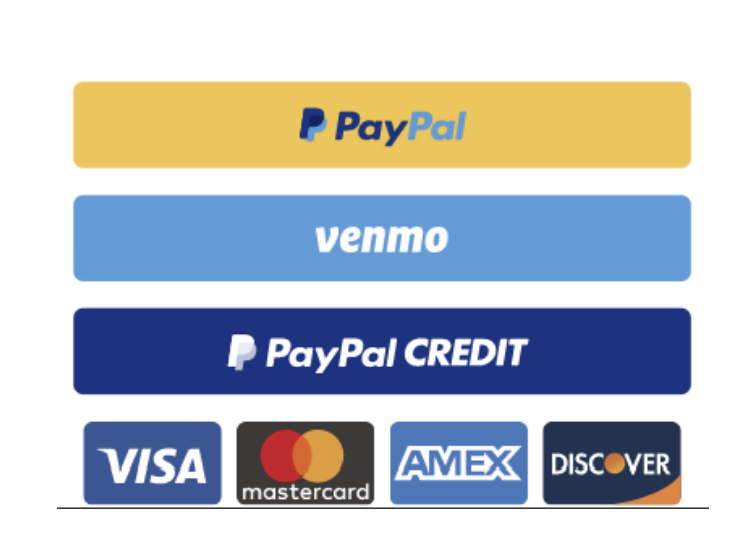 PayPal
venmo
PayPal CREDIT
VISA mastercard AMEX DISCOVER